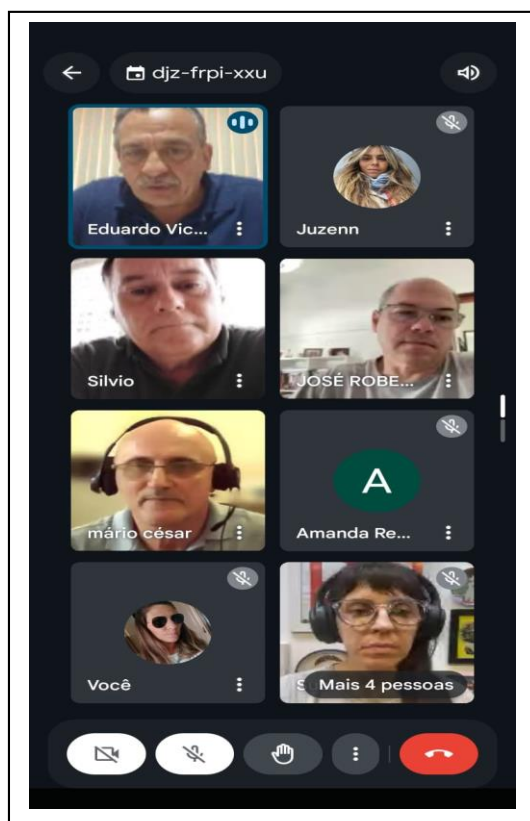 djz-frpi-xxu
Eduardo Vic...
Juzenn
Silvio
JOSÉ ROBE...
mário césar
A
Amanda Re...
Você
Mais 4 pessoas